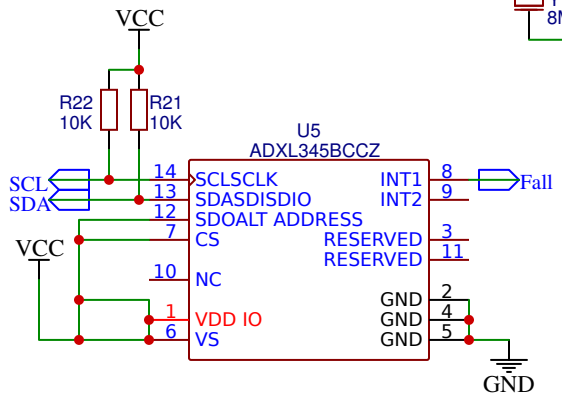 VCC
Y
8M
R22
10K
R21
10K
U5
ADXL345BCCZ
SCL
SDA
14
SCLSCLK
13
SDASDISDIO
12
SDOALT ADDRESS
7
CS
10
NC
1
VDD IO
6
VS
VCC
INT1
8
Fall
INT2
9
RESERVED
3
RESERVED
11
GND
2
GND
4
GND
5
GND